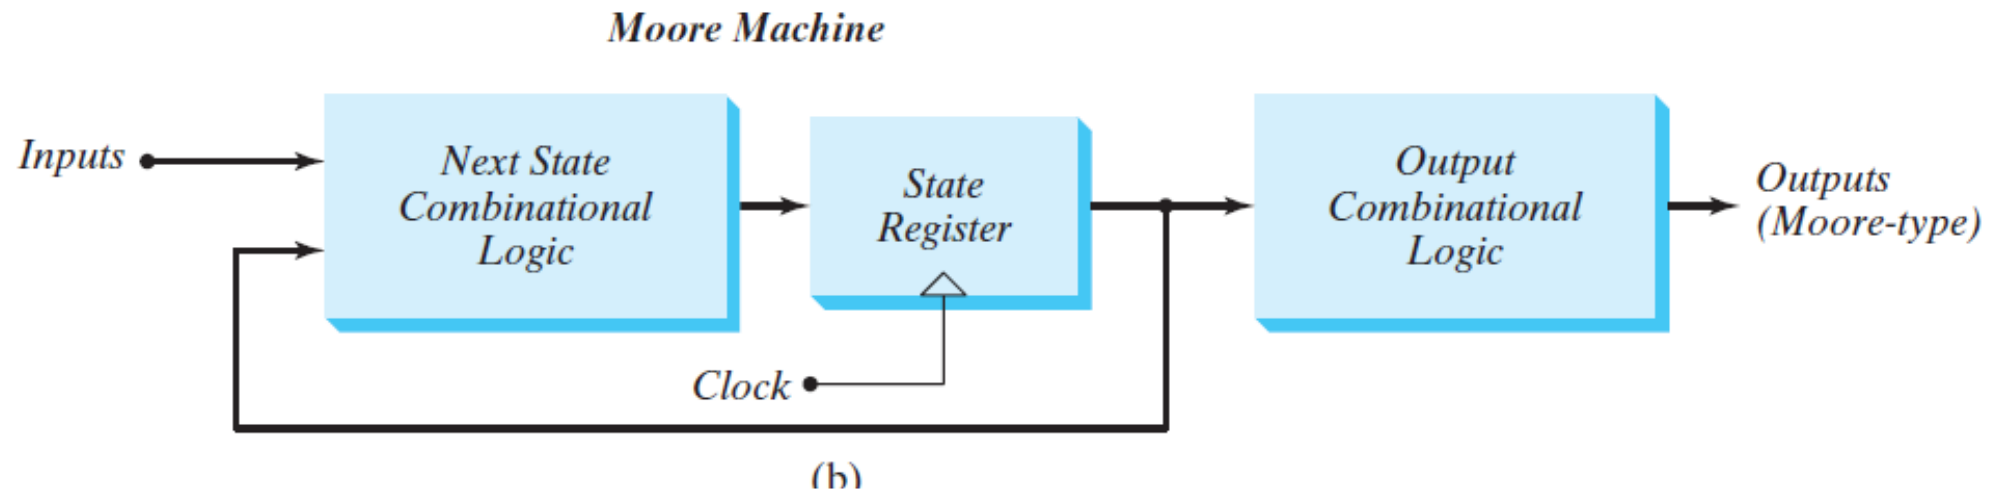 Moore Machine
Inputs
Next State
Combinational
Logic
State
Register
Output
Combinational
Logic
Outputs
(Moore-type)
Clock
(b)